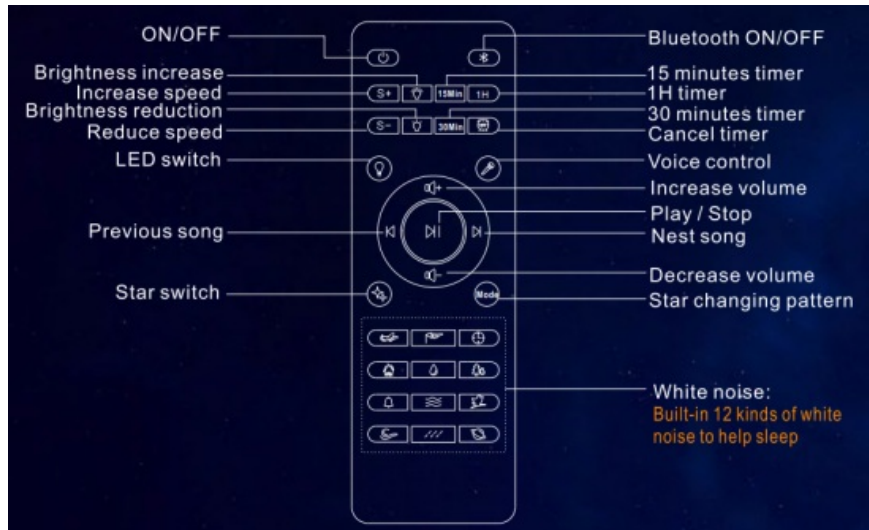 ON/OFF
Bluetooth ON/OFF
Brightness increase
15 minutes timer
Increase speed
S+
15Min
1H
1H timer
Brightness reduction
30 minutes timer
Reduce speed
S-
30Min
Cancel timer
LED switch
Voice control
+
Increase volume
Play / Stop
Previous song
Nest song
-
Decrease volume
Star switch
Mode
Star changing pattern
White noise:
Built-in 12 kinds of white
noise to help sleep